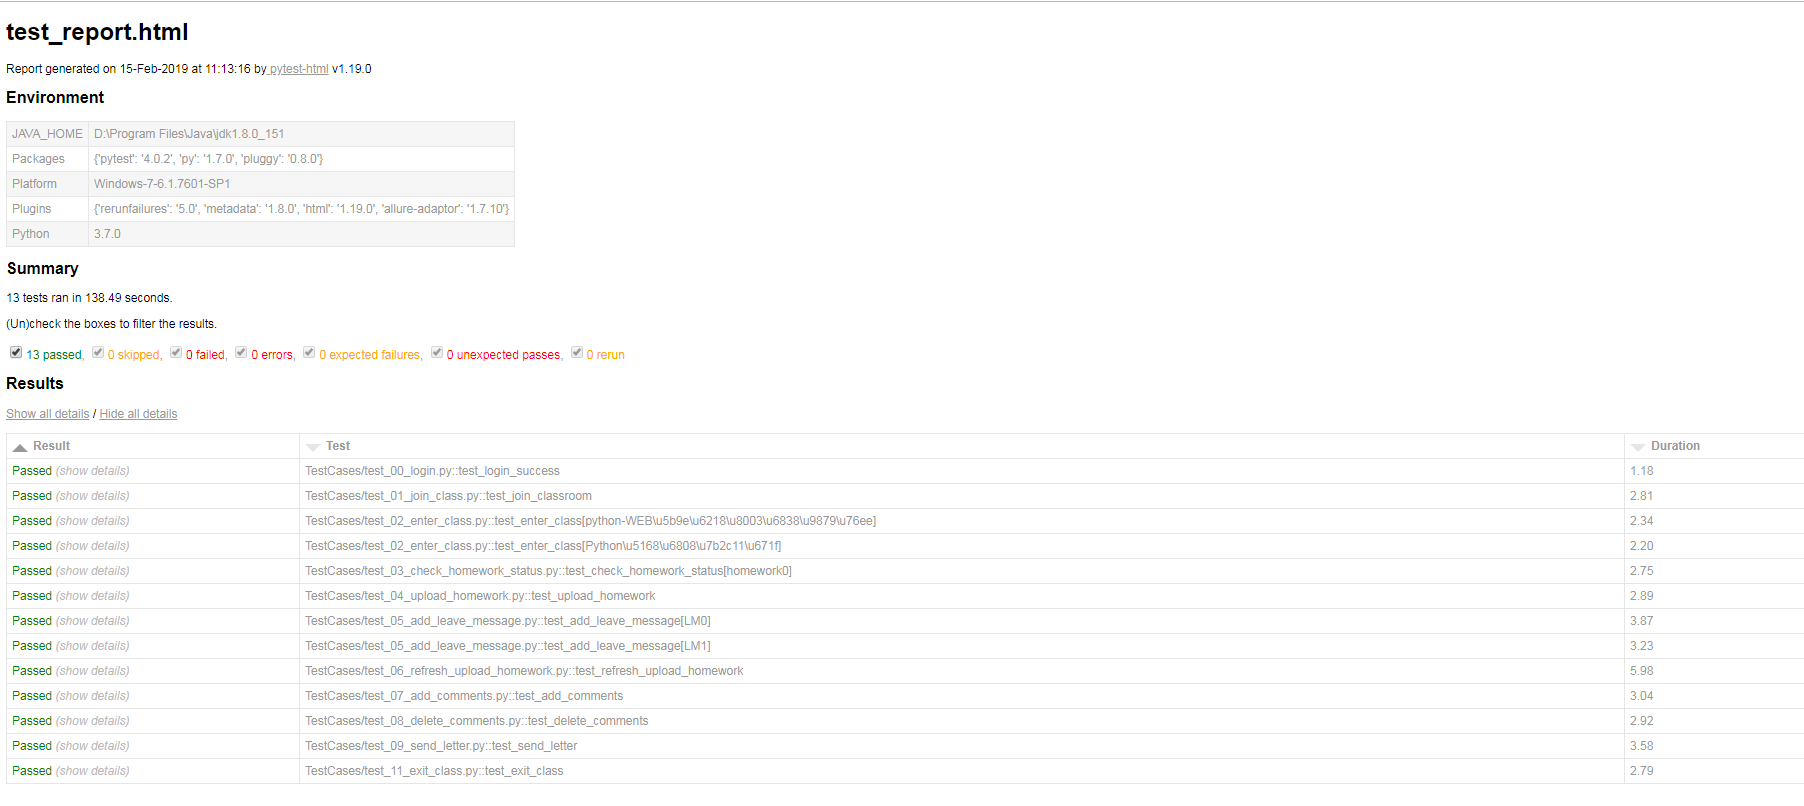 test_report.html
Report generated on 15-Feb-2019 at 11:13:16 by pytest-html v1.19.0
Environment
JAVA_HOME D:\Program Files\Java\jdk1.8.0_151
Packages {'pytest': '4.0.2', 'py': '1.7.0', 'pluggy': '0.8.0'}
Platform Windows-7-6.1.7601-SP1
Plugins {'rerunfailures': '5.0', 'metadata': '1.8.0', 'html': '1.19.0', 'allure-adaptor': '1.7.10'}
Python 3.7.0
Summary
13 tests ran in 138.49 seconds.
(Un)check the boxes to filter the results.
13 passed, 0 skipped, 0 failed, 0 errors, 0 expected failures, 0 unexpected passes, 0 rerun
Results
Show all details / Hide all details
Result Test Duration
Passed (show details) TestCases/test_00_login.py::test_login_success 1.18
Passed (show details) TestCases/test_01_join_class.py::test_join_classroom 2.81
Passed (show details) TestCases/test_02_enter_class.py::test_enter_class[python-WEB\u5b9e\u6218\u8003\u6838\u9879\u76ee] 2.34
Passed (show details) TestCases/test_02_enter_class.py::test_enter_class[Python\u5168\u6808\u7b2c11\u671f] 2.20
Passed (show details) TestCases/test_03_check_homework_status.py::test_check_homework_status[homework0] 2.75
Passed (show details) TestCases/test_04_upload_homework.py::test_upload_homework 2.89
Passed (show details) TestCases/test_05_add_leave_message.py::test_add_leave_message[LM0] 3.87
Passed (show details) TestCases/test_05_add_leave_message.py::test_add_leave_message[LM1] 3.23
Passed (show details) TestCases/test_06_refresh_upload_homework.py::test_refresh_upload_homework 5.98
Passed (show details) TestCases/test_07_add_comments.py::test_add_comments 3.04
Passed (show details) TestCases/test_08_delete_comments.py::test_delete_comments 2.92
Passed (show details) TestCases/test_09_send_letter.py::test_send_letter 3.58
Passed (show details) TestCases/test_11_exit_class.py::test_exit_class 2.79